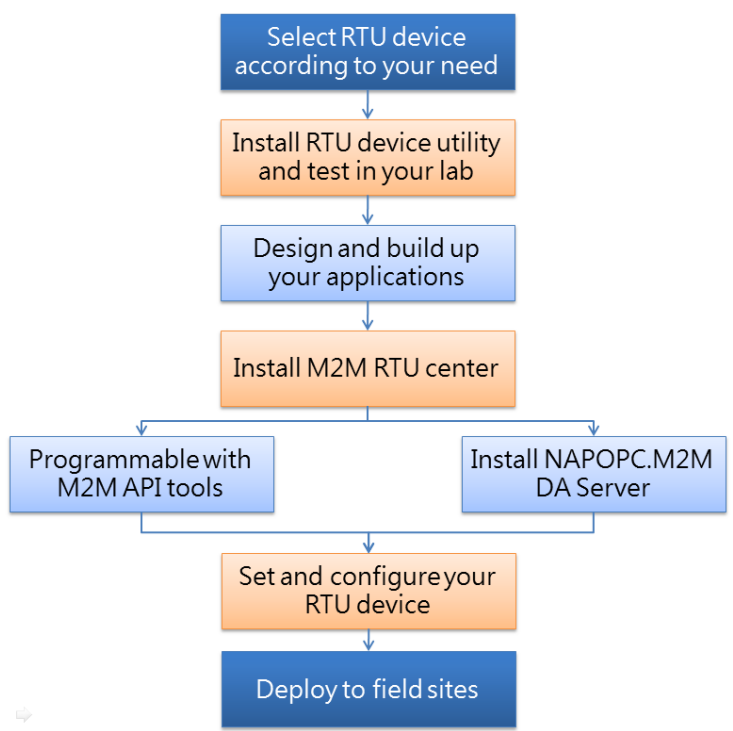 Select RTU device
according to your need
Install RTU device utility
and test in your lab
Design and build up
your applications
Install M2M RTU center
Programmable with
M2M API tools
Install NAPOPC.M2M
DA Server
Set and configure your
RTU device
Deploy to field sites